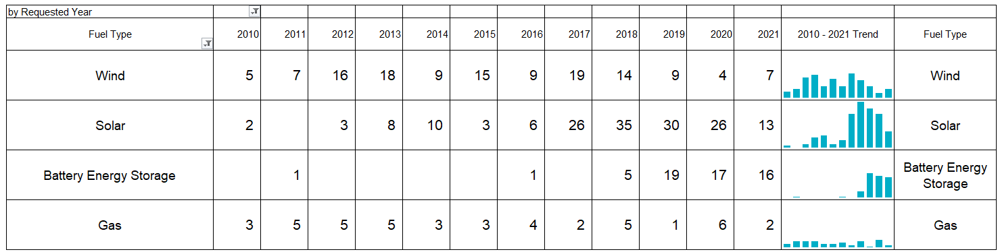 by Requested Year
Fuel Type 2010 2011 2012 2013 2014 2015 2016 2017 2018 2019 2020 2021 2010 - 2021 Trend Fuel Type
Wind 5 7 16 18 9 15 9 19 14 9 4 7 Wind
Solar 2 3 8 10 3 6 26 35 30 26 13 Solar
Battery Energy Storage 1 1 5 19 17 16 Battery Energy
Storage
Gas 3 5 5 5 3 3 4 2 5 1 6 2 Gas